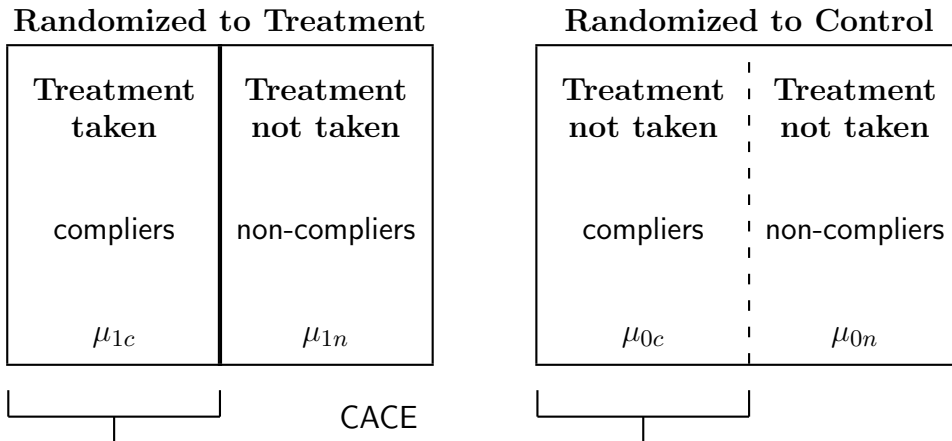 Randomized to Treatment
Treatment taken
Treatment not taken
compliers
non-compliers
μ1c
μ1n
Randomized to Control
Treatment not taken
Treatment not taken
compliers
non-compliers
μ0c
μ0n
CACE